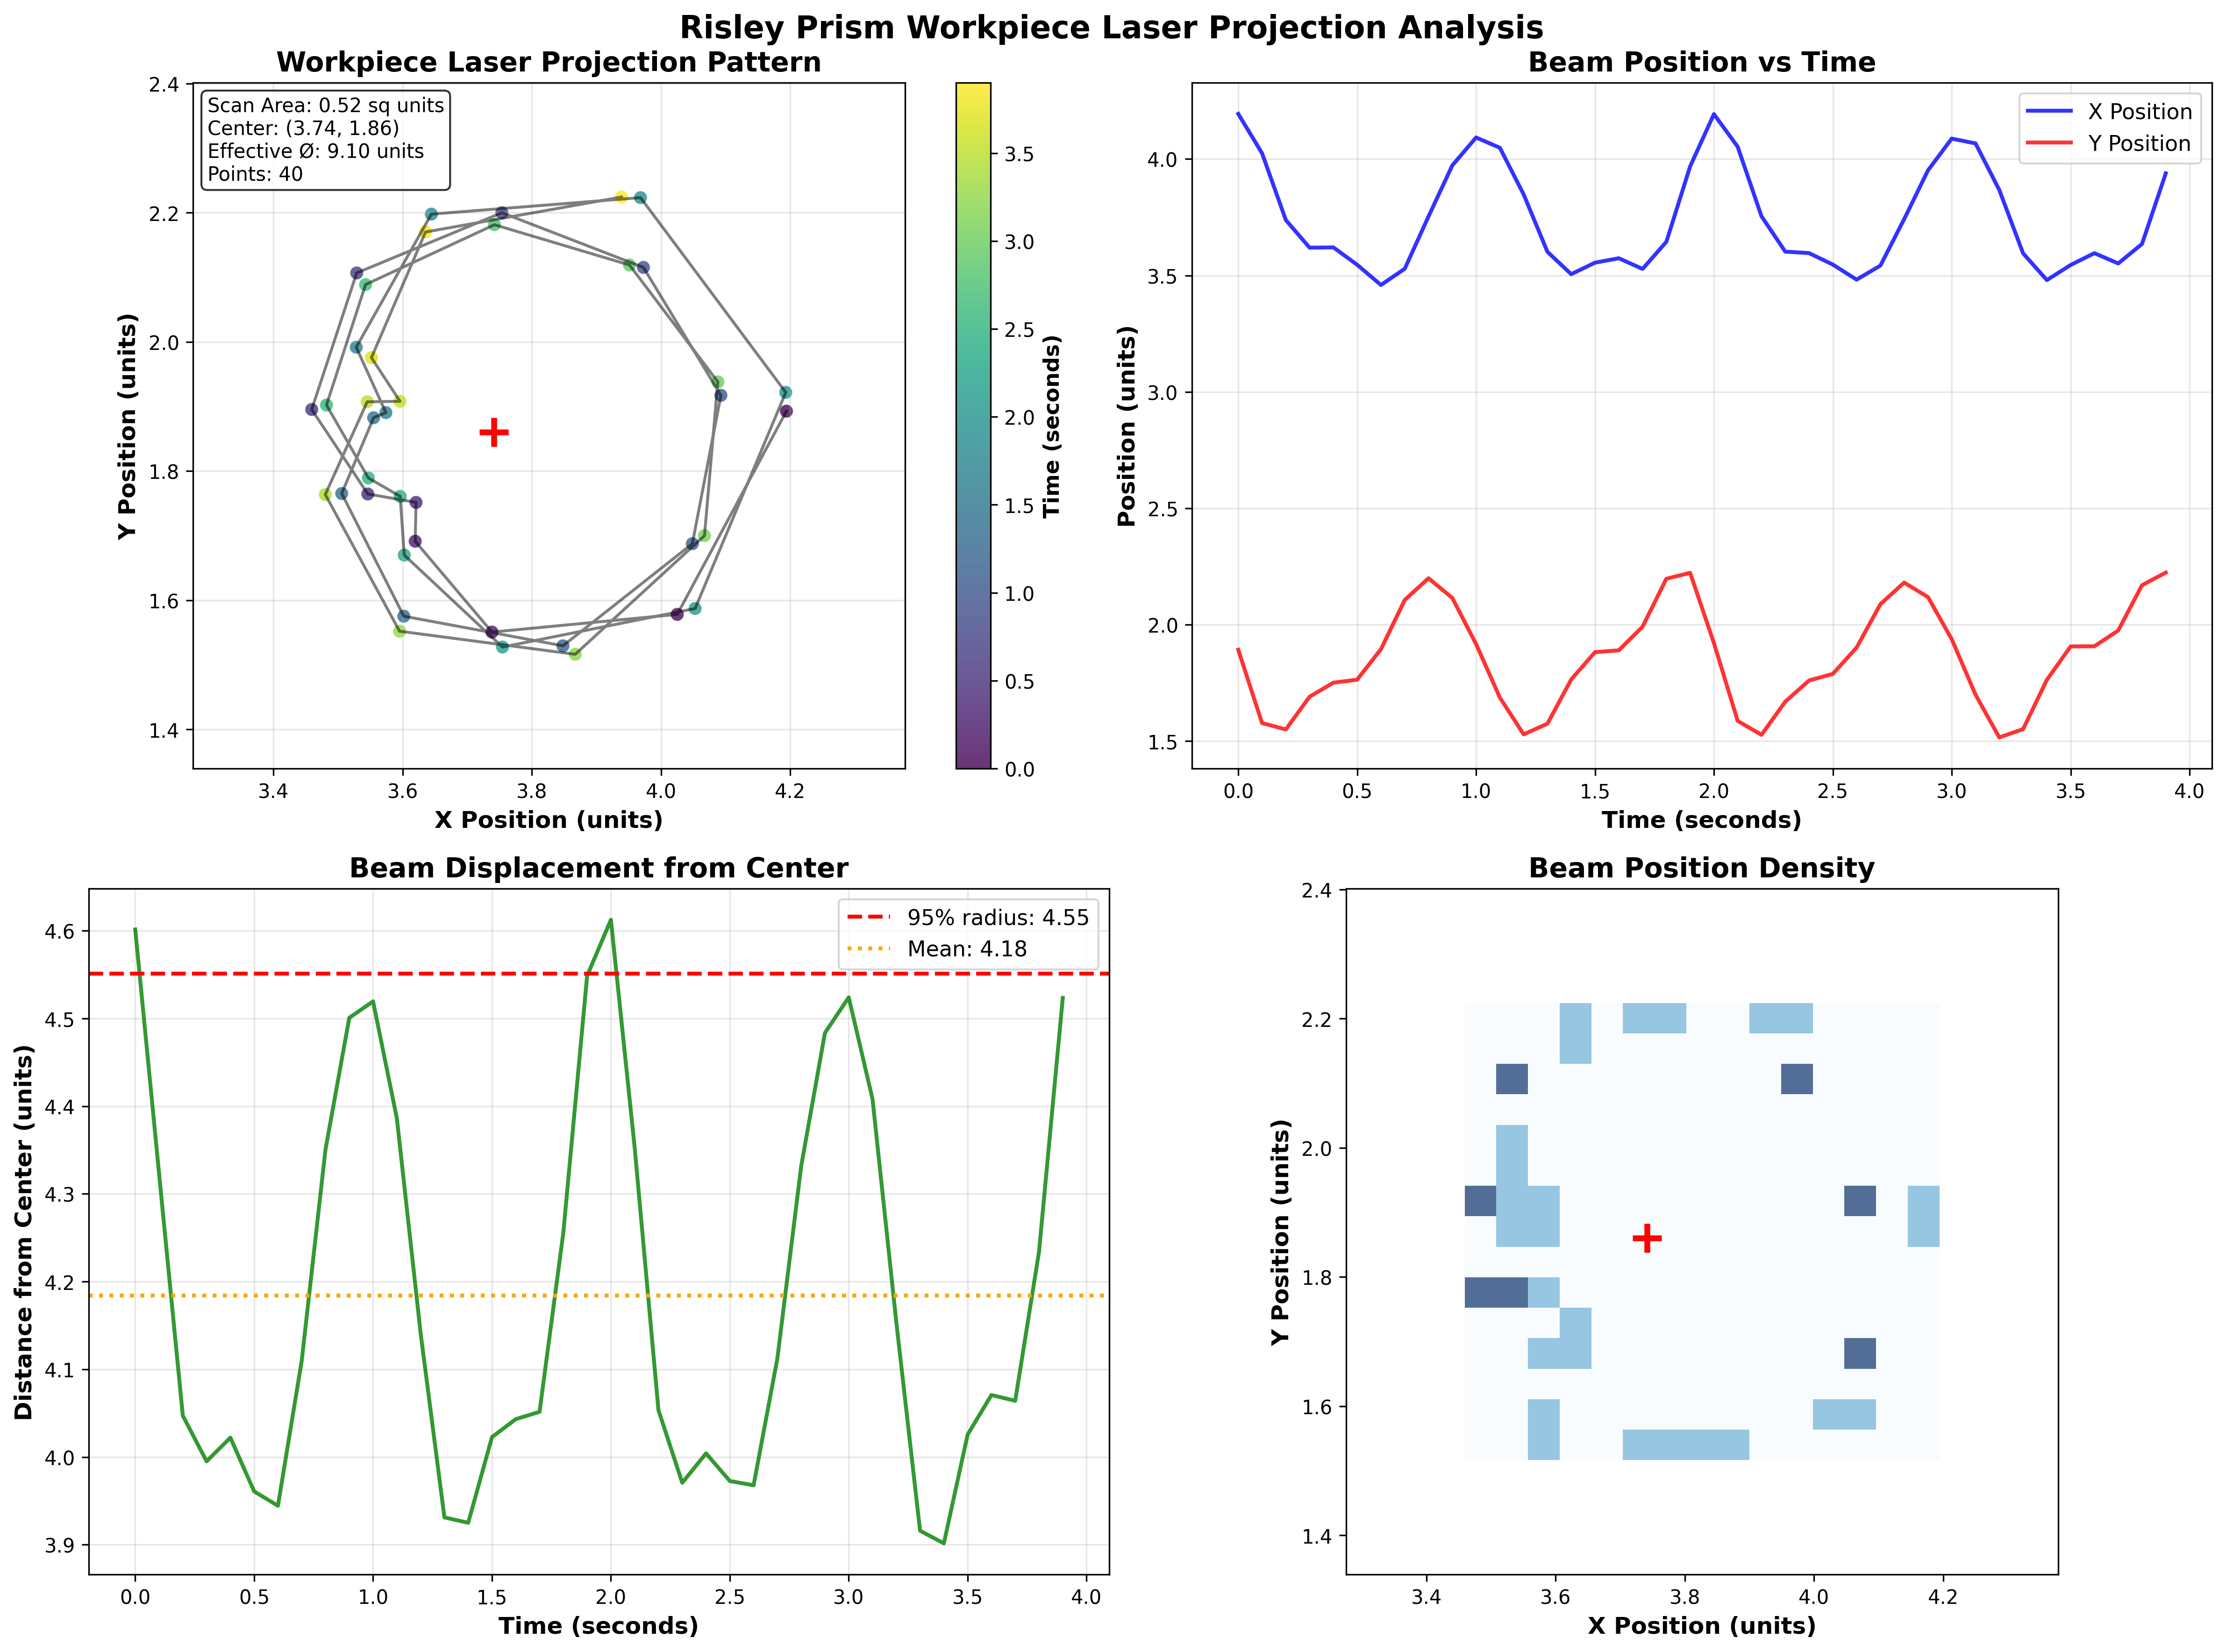 Risley Prism Workpiece Laser Projection Analysis
Workpiece Laser Projection Pattern
Scan Area: 0.52 sq units
Center: (3.74, 1.86)
Effective Ø: 9.10 units
Points: 40
2.4
2.2
2.0
1.8
1.6
1.4
Y Position (units)
3.4
3.6
3.8
4.0
4.2
X Position (units)
3.5
3.0
2.5
2.0
1.5
1.0
0.5
0.0
Time (seconds)
Beam Position vs Time
X Position
Y Position
4.0
3.5
3.0
2.5
2.0
1.5
Position (units)
0.0
0.5
1.0
1.5
2.0
2.5
3.0
3.5
4.0
Time (seconds)
Beam Displacement from Center
95% radius: 4.55
Mean: 4.18
4.6
4.5
4.4
4.3
4.2
4.1
4.0
3.9
Distance from Center (units)
0.0
0.5
1.0
1.5
2.0
2.5
3.0
3.5
4.0
Time (seconds)
Beam Position Density
2.4
2.2
2.0
1.8
1.6
1.4
Y Position (units)
3.4
3.6
3.8
4.0
4.2
X Position (units)